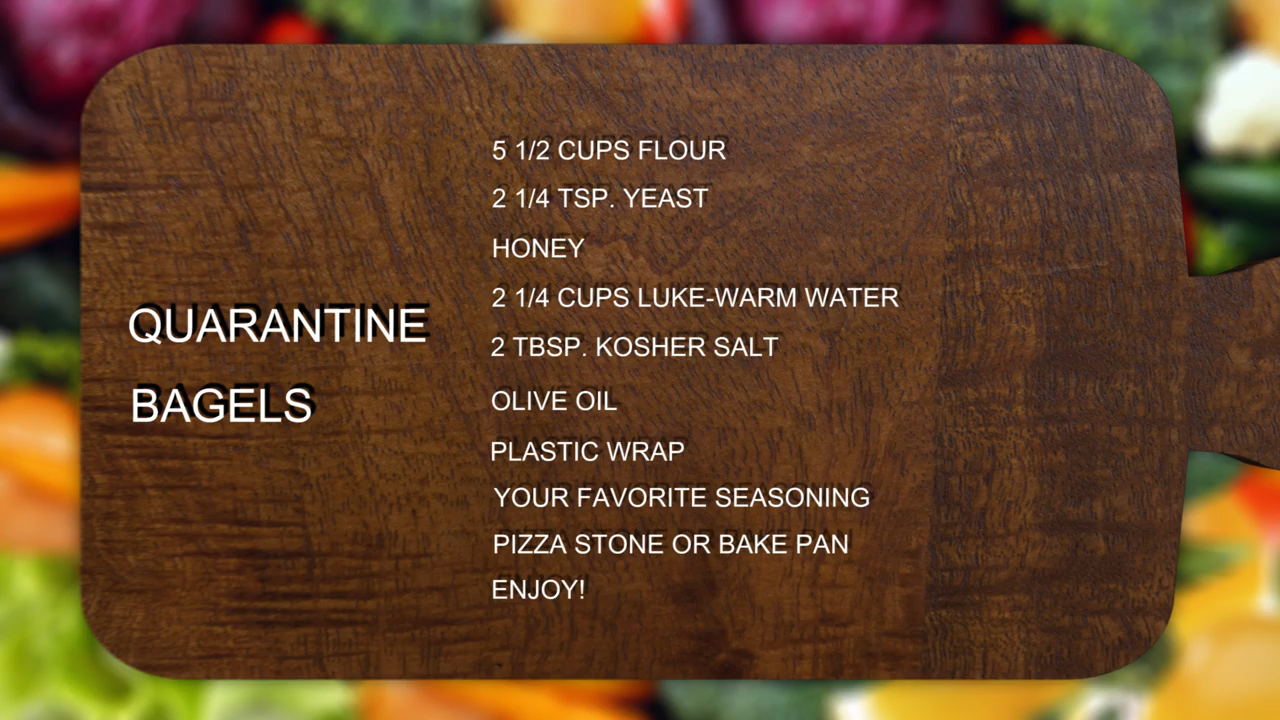 QUARANTINE
BAGELS
5 1/2 CUPS FLOUR
2 1/4 TSP. YEAST
HONEY
2 1/4 CUPS LUKE-WARM WATER
2 TBSP. KOSHER SALT
OLIVE OIL
PLASTIC WRAP
YOUR FAVORITE SEASONING
PIZZA STONE OR BAKE PAN
ENJOY!